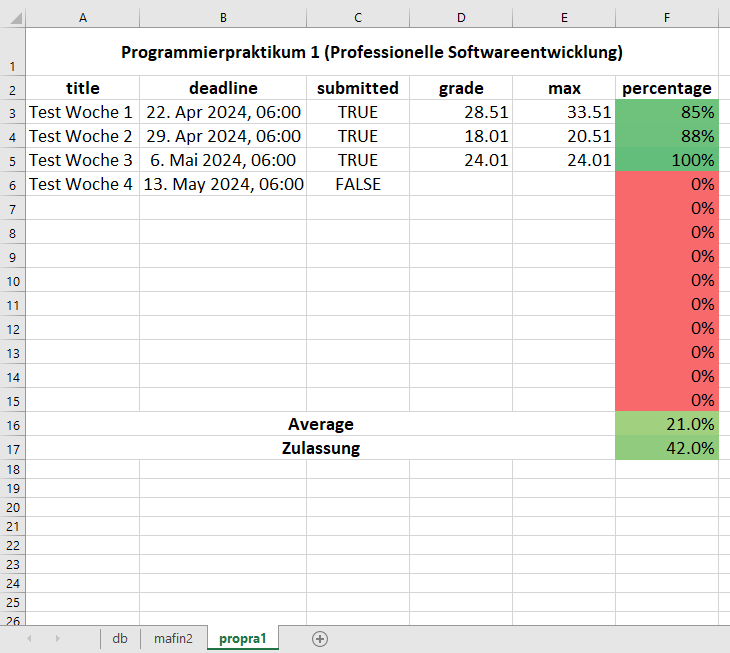 A B C D E F
1 Programmierpraktikum 1 (Professionelle Softwareentwicklung)
2 title deadline submitted grade max percentage
3 Test Woche 1 22. Apr 2024, 06:00 TRUE 28.51 33.51 85%
4 Test Woche 2 29. Apr 2024, 06:00 TRUE 18.01 20.51 88%
5 Test Woche 3 6. Mai 2024, 06:00 TRUE 24.01 24.01 100%
6 Test Woche 4 13. May 2024, 06:00 FALSE 0%
7 0%
8 0%
9 0%
10 0%
11 0%
12 0%
13 0%
14 0%
15 0%
16 Average 21.0%
17 Zulassung 42.0%
18
19
20
21
22
23
24
25
26
db mafin2 propra1